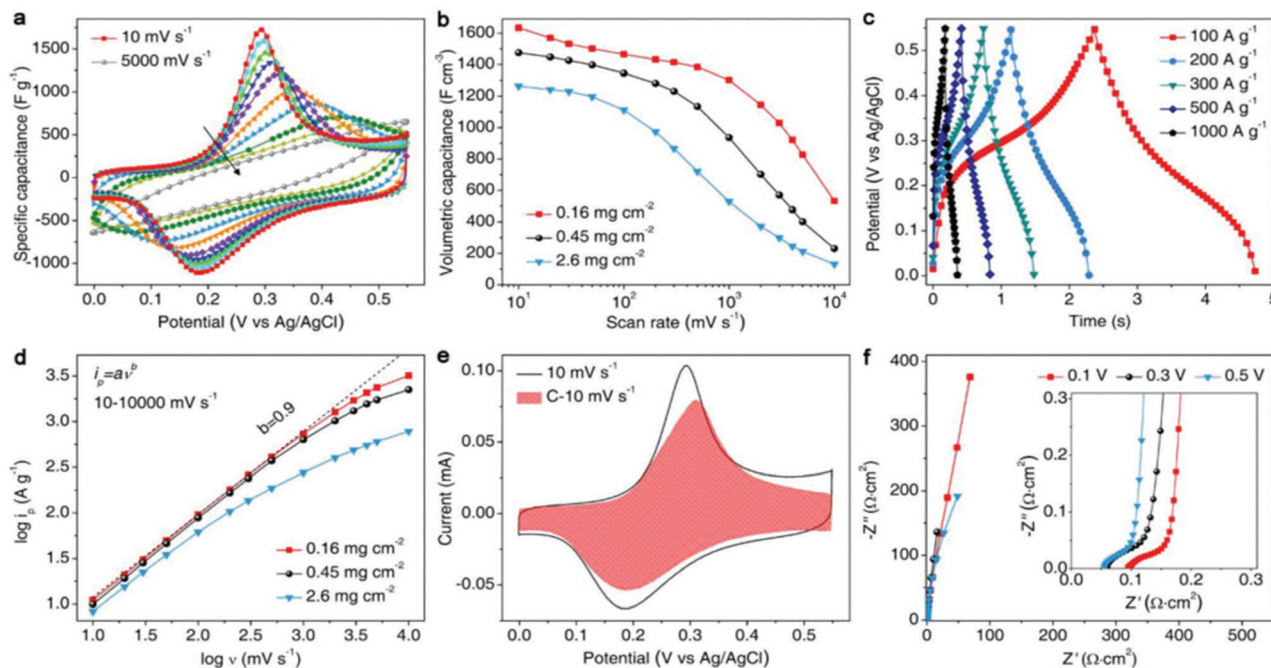 a
10 mV s⁻¹
5000 mV s⁻¹
Specific capacitance (F g⁻¹)
1500
1000
500
0
-500
-1000
0.0 0.1 0.2 0.3 0.4 0.5
Potential (V vs Ag/AgCl)
b
Volumetric capacitance (F cm⁻³)
1600
1400
1200
1000
800
600
400
200
0
0.16 mg cm⁻²
0.45 mg cm⁻²
2.6 mg cm⁻²
10¹ 10² 10³ 10⁴
Scan rate (mV s⁻¹)
c
Potential (V vs Ag/AgCl)
0.5
0.4
0.3
0.2
0.1
0.0
100 A g⁻¹
200 A g⁻¹
300 A g⁻¹
500 A g⁻¹
1000 A g⁻¹
0 1 2 3 4 5
Time (s)
d
iₚ=aνᵇ
10-10000 mV s⁻¹
b=0.9
log iₚ (A g⁻¹)
3.5
3.0
2.5
2.0
1.5
1.0
0.16 mg cm⁻²
0.45 mg cm⁻²
2.6 mg cm⁻²
1.0 1.5 2.0 2.5 3.0 3.5 4.0
log ν (mV s⁻¹)
e
10 mV s⁻¹
C-10 mV s⁻¹
Current (mA)
0.10
0.05
0.00
-0.05
0.0 0.1 0.2 0.3 0.4 0.5
Potential (V vs Ag/AgCl)
f
-Z″ (Ω·cm²)
400
300
200
100
0
0.1 V 0.3 V 0.5 V
-Z″ (Ω·cm²)
0.3
0.2
0.1
0.0
0.0 0.1 0.2 0.3
Z′ (Ω·cm²)
0 100 200 300 400 500
Z′ (Ω·cm²)